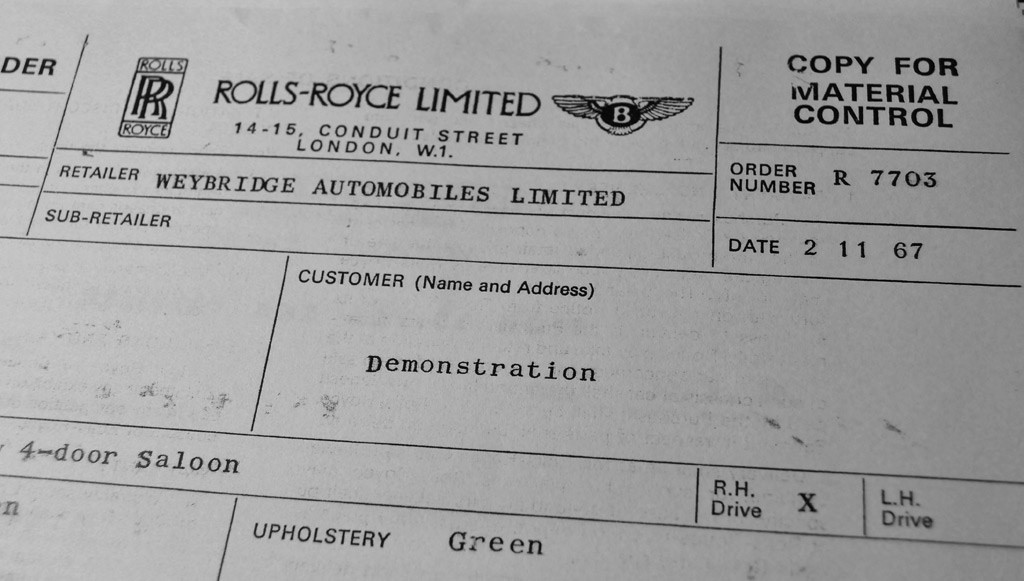 DER
ROLLS
RR
ROYCE
ROLLS-ROYCE LIMITED
B
14-15, CONDUIT STREET
LONDON, W.1.
COPY FOR
MATERIAL
CONTROL
RETAILER WEYBRIDGE AUTOMOBILES LIMITED
SUB-RETAILER
ORDER
NUMBER R 7703
DATE 2 11 67
CUSTOMER (Name and Address)
Demonstration
4-door Saloon
R.H.
Drive X
L.H.
Drive
n
UPHOLSTERY Green